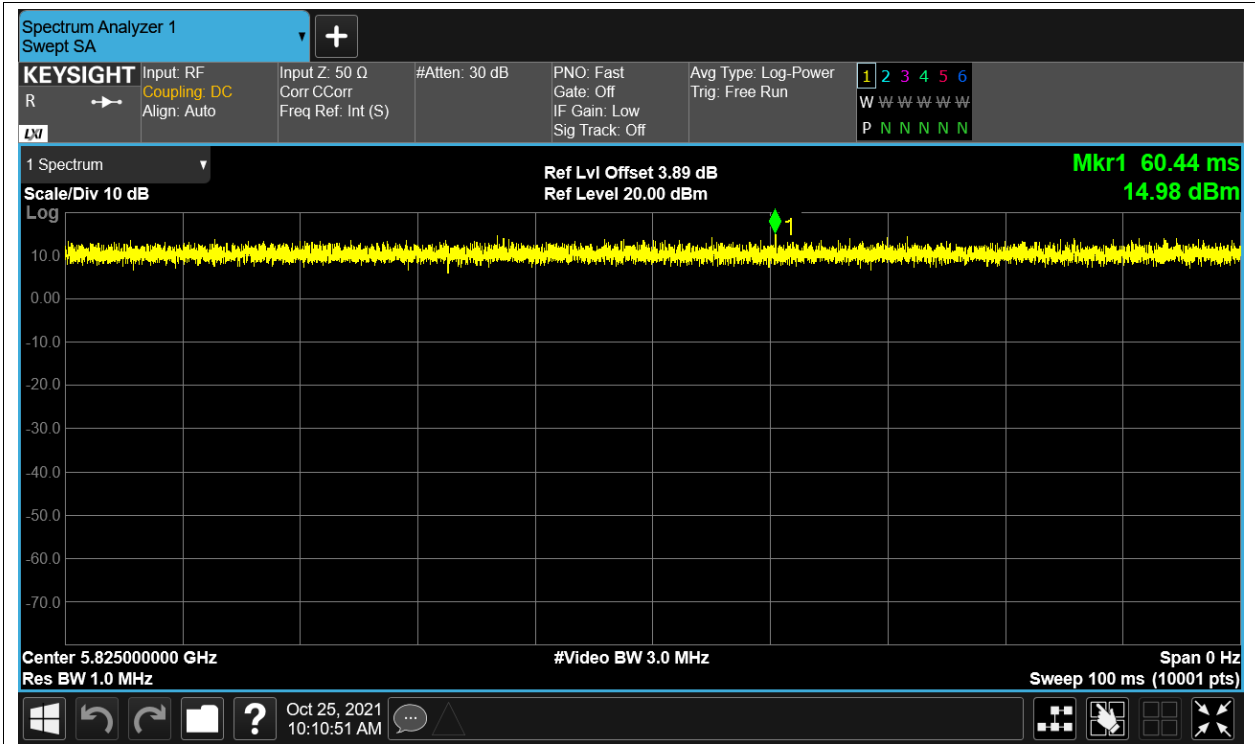 Spectrum Analyzer 1
Swept SA
+
KEYSIGHT
R
LXI
Input: RF
Coupling: DC
Align: Auto
Input Z: 50 Ω
Corr CCorr
Freq Ref: Int (S)
#Atten: 30 dB
PNO: Fast
Gate: Off
IF Gain: Low
Sig Track: Off
Avg Type: Log-Power
Trig: Free Run
1 2 3 4 5 6
W W W W W W
P N N N N N
1 Spectrum
Scale/Div 10 dB
Ref Lvl Offset 3.89 dB
Ref Level 20.00 dBm
Mkr1 60.44 ms
14.98 dBm
Log
1
10.0
0.00
-10.0
-20.0
-30.0
-40.0
-50.0
-60.0
-70.0
Center 5.825000000 GHz
#Video BW 3.0 MHz
Span 0 Hz
Res BW 1.0 MHz
Sweep 100 ms (10001 pts)
?
Oct 25, 2021
10:10:51 AM